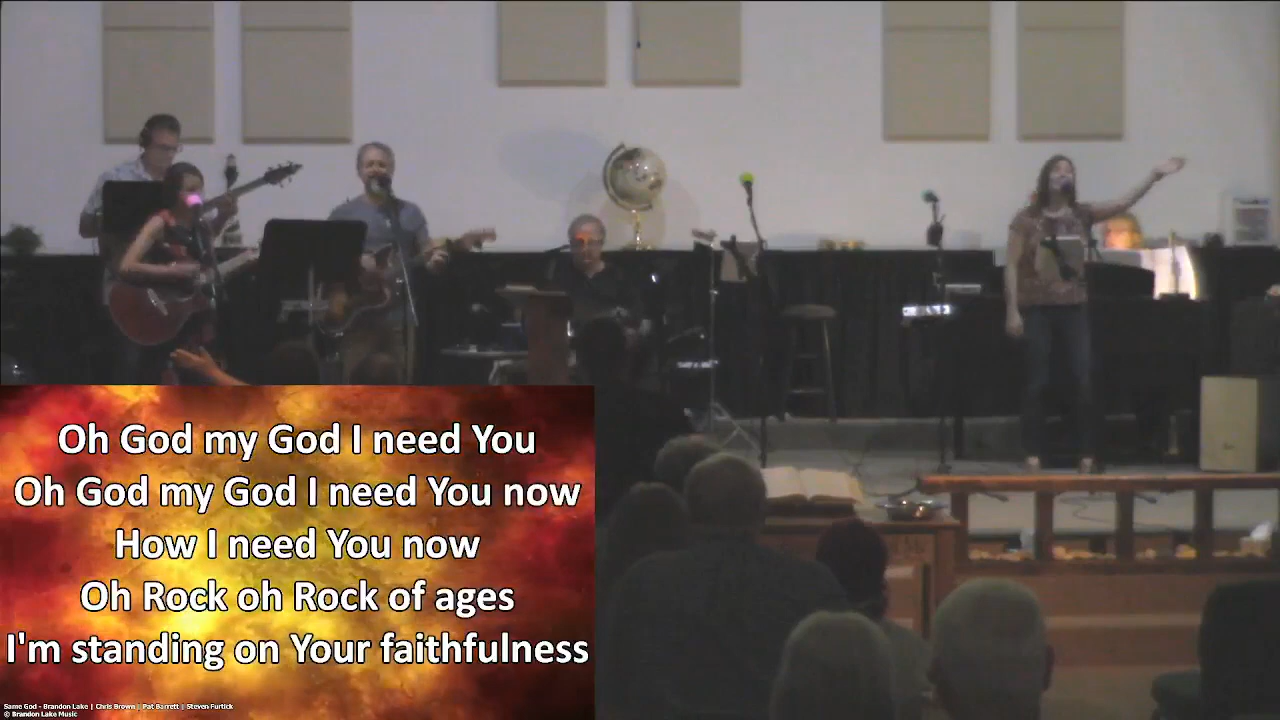 Oh God my God I need You
Oh God my God I need You now
How I need You now
Oh Rock oh Rock of ages
I'm standing on Your faithfulness
Same God - Brandon Lake | Chris Brown | Pat Barrett | Steven Furtick
© Brandon Lake Music